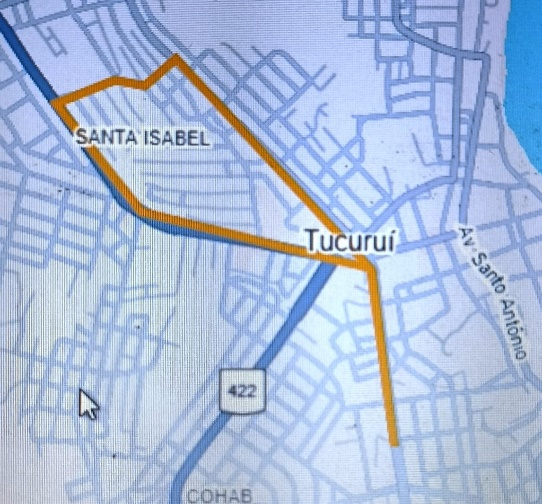 SANTA ISABEL
Tucuruí
Av. Santo Antônio
422
COHAB